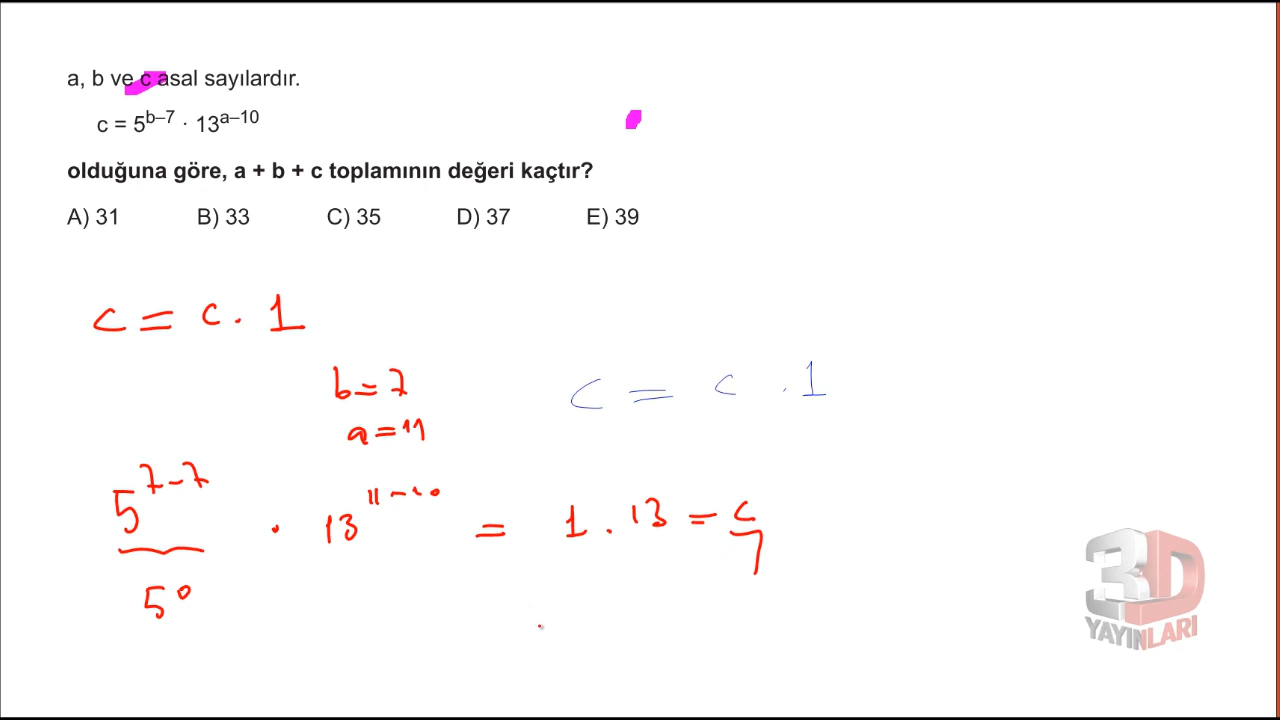 a, b ve c asal sayılardır.
c = 5^{b–7} · 13^{a–10}
olduğuna göre, a + b + c toplamının değeri kaçtır?
A) 31 B) 33 C) 35 D) 37 E) 39
c = c . 1
b = 7
c = c . 1
a = 11
5^{7-7} . 13^{11-10} = 1 . 13 = c
5^0
3D
YAYINLARI